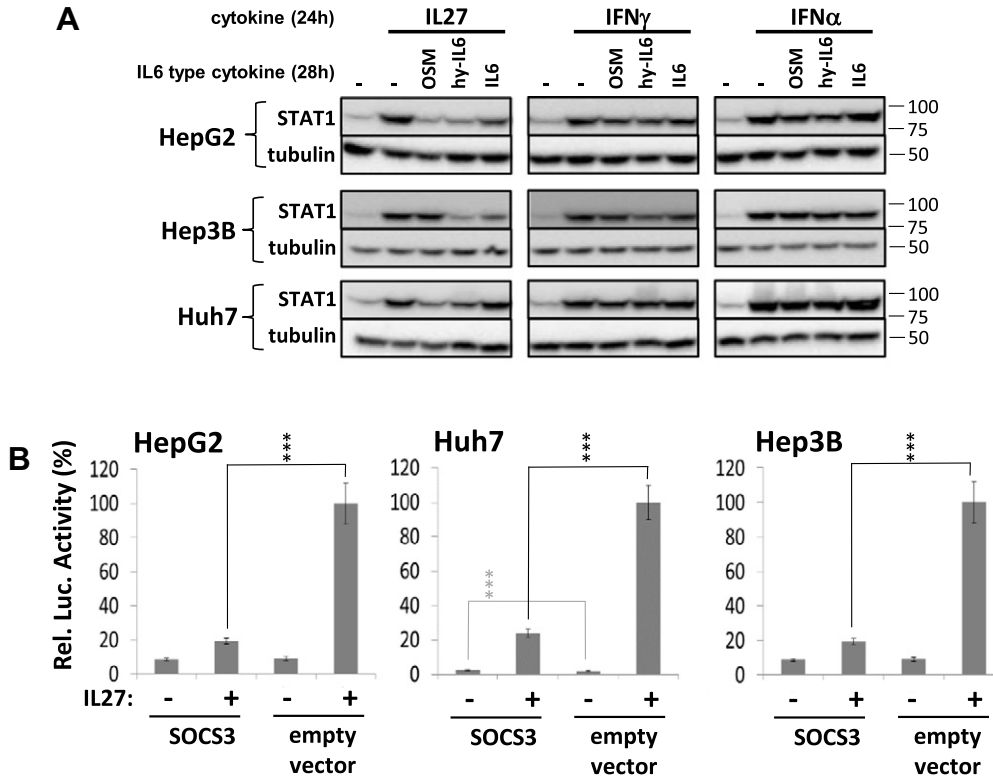 A
cytokine (24h) IL27 IFNγ IFNα
IL6 type cytokine (28h) - - OSM hy-IL6 IL6 - - OSM hy-IL6 IL6 - - OSM hy-IL6 IL6
HepG2 STAT1 tubulin 100 75 50
Hep3B STAT1 tubulin 100 75 50
Huh7 STAT1 tubulin 100 75 50
B
HepG2 Huh7 Hep3B
*** *** *** ***
Rel. Luc. Activity (%)
120 120 120
100 100 100
80 80 80
60 60 60
40 40 40
20 20 20
0 0 0
IL27: - + - + - + - + - + - +
SOCS3 empty vector SOCS3 empty vector SOCS3 empty vector